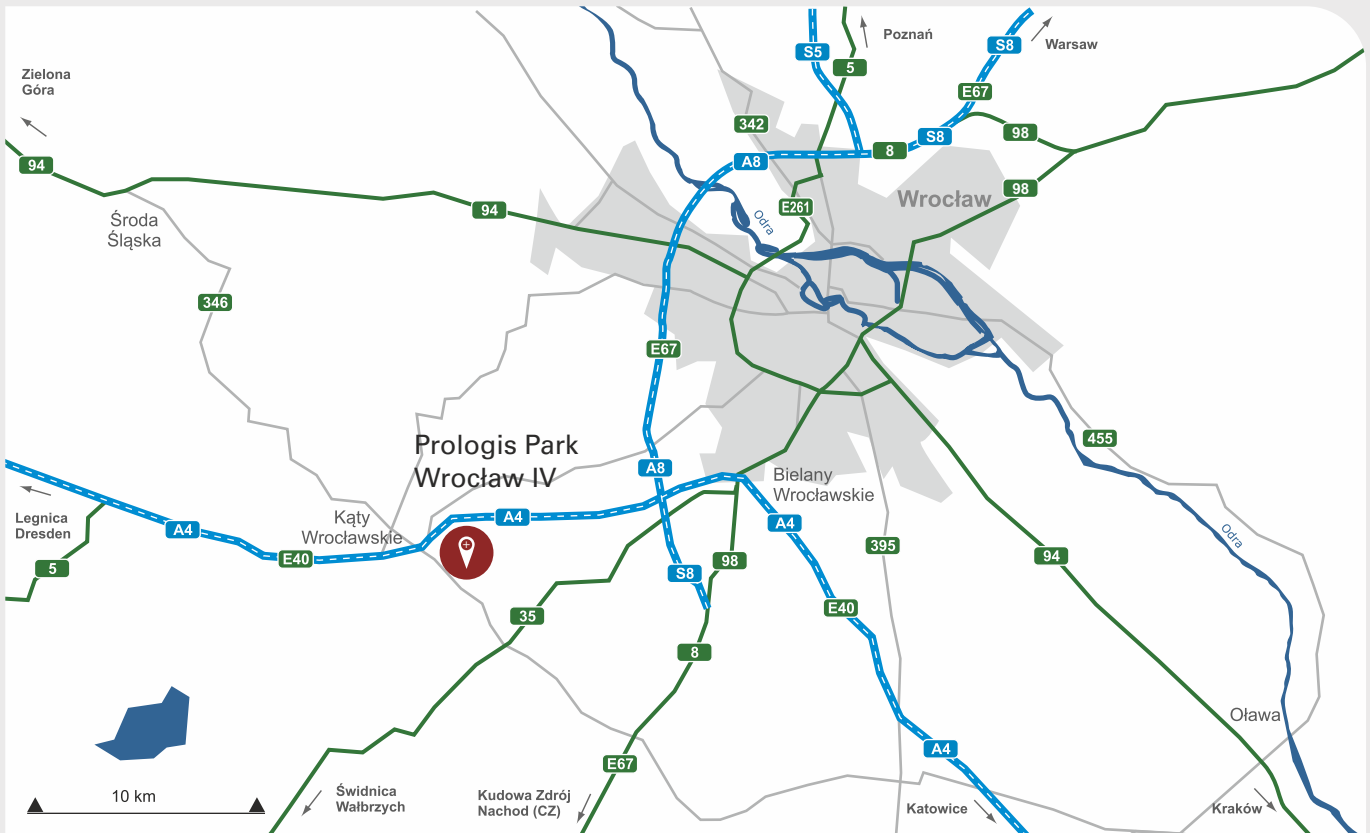 S5
5
Poznań
S8
Warsaw
Zielona
Góra
E67
342
S8
98
94
A8
8
98
Wrocław
94
E261
Odra
Środa
Śląska
346
E67
Prologis Park
Wrocław IV
455
A8
Bielany
Wrocławskie
Legnica
Dresden
A4
Kąty
Wrocławskie
A4
A4
Odra
E40
395
94
5
S8
98
E40
35
8
Oława
A4
E67
10 km
Świdnica
Wałbrzych
Kudowa Zdrój
Nachod (CZ)
Katowice
Kraków